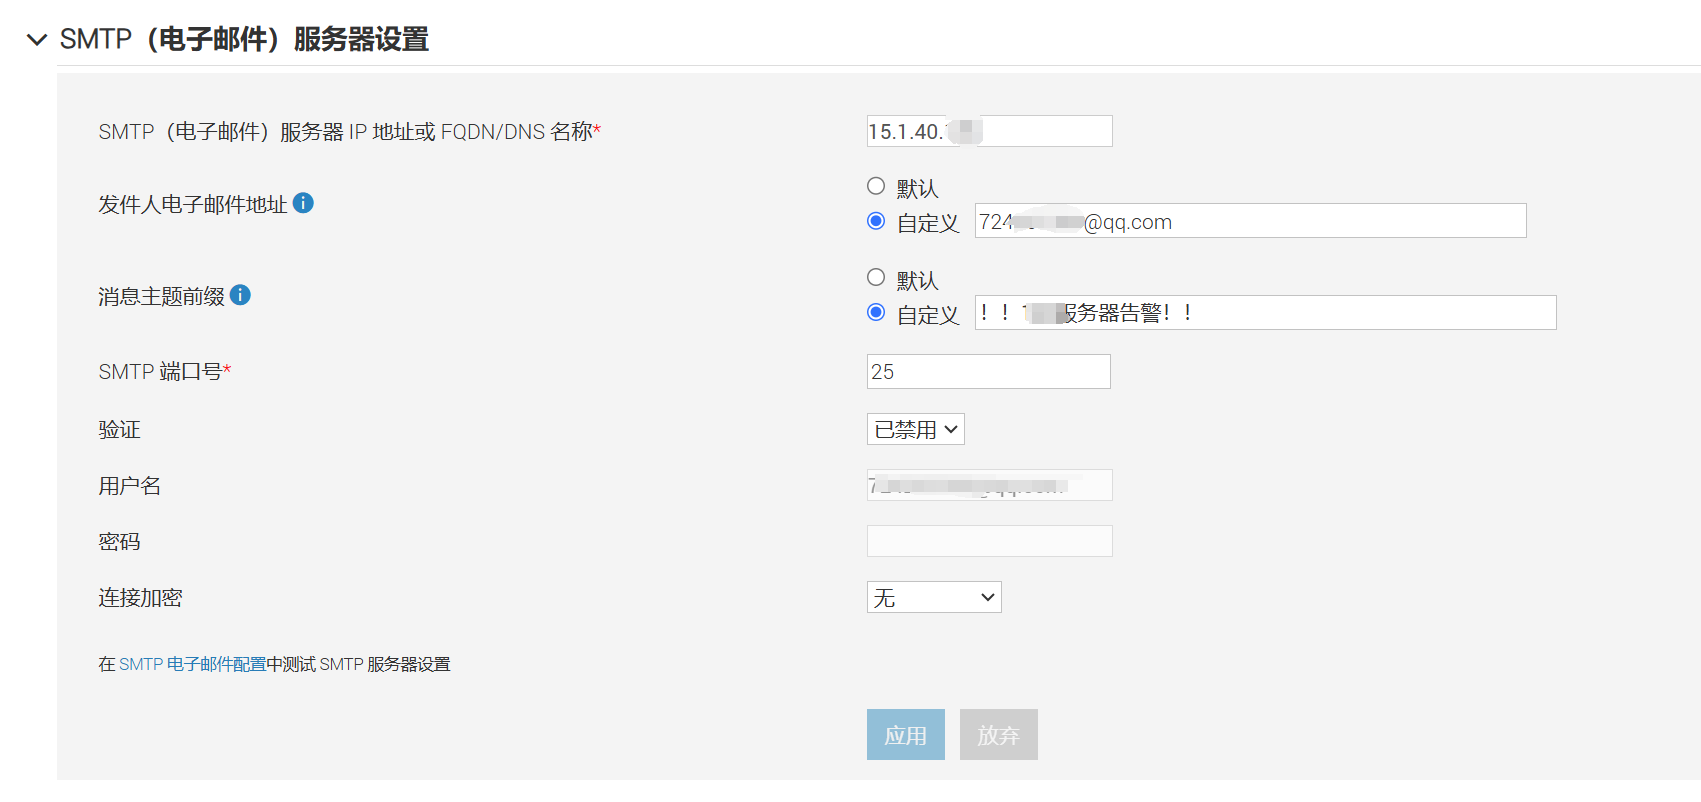 SMTP（电子邮件）服务器设置
SMTP（电子邮件）服务器 IP 地址或 FQDN/DNS 名称*
15.1.40.
发件人电子邮件地址
默认
自定义 724 @qq.com
消息主题前缀
默认
自定义 ！！ 服务器告警！！
SMTP 端口号*
25
验证
已禁用
用户名
密码
连接加密
无
在 SMTP 电子邮件配置中测试 SMTP 服务器设置
应用 放弃